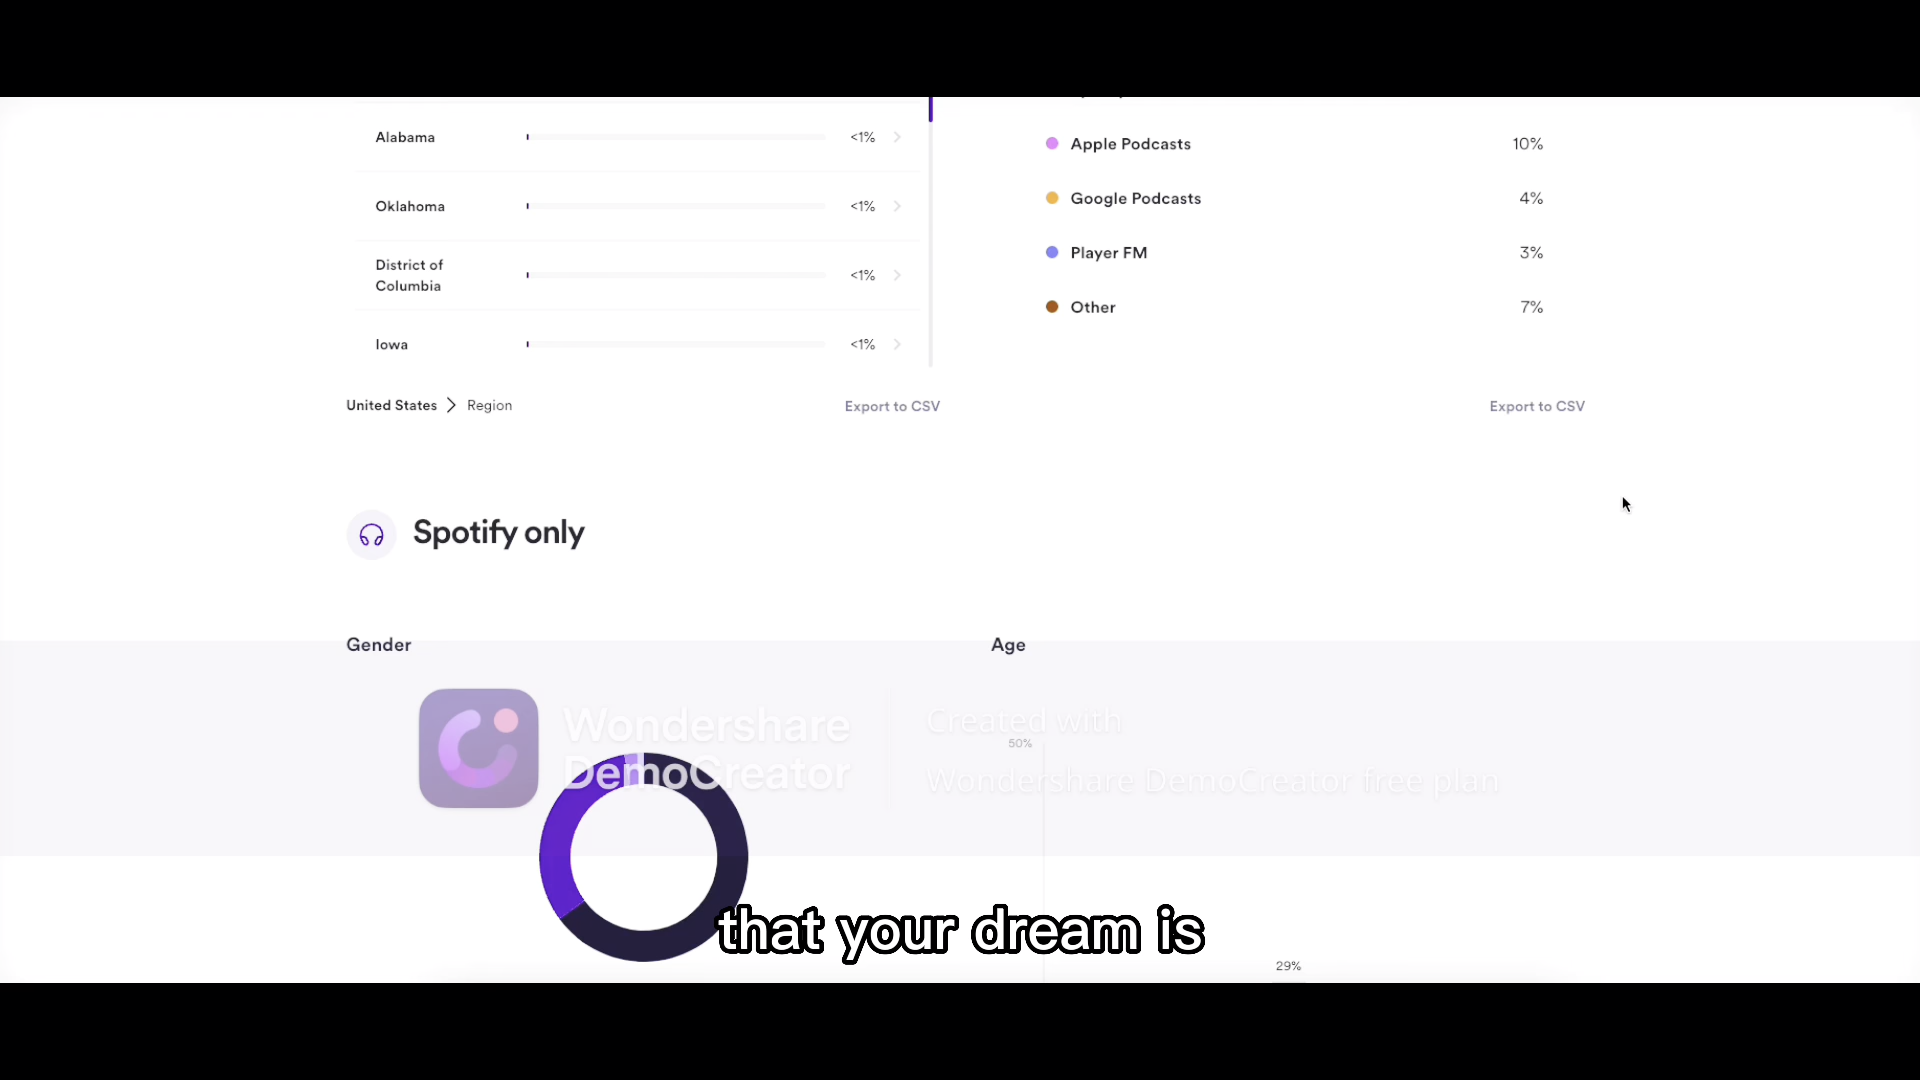 Alabama <1%
Oklahoma <1%
District of
Columbia <1%
Iowa <1%
United States > Region Export to CSV
Apple Podcasts 10%
Google Podcasts 4%
Player FM 3%
Other 7%
Export to CSV
Spotify only
Gender
Age
Wondershare
DemoCreator
Created with
Wondershare DemoCreator free plan
50%
29%
that your dream is